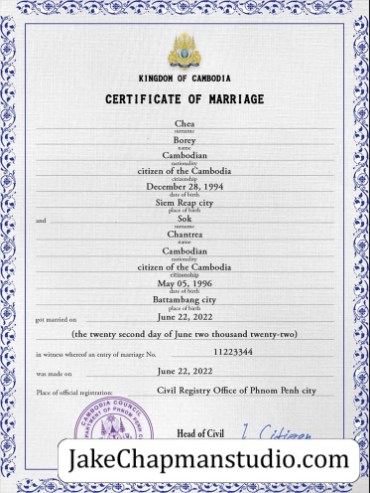 KINGDOM OF CAMBODIA
CERTIFICATE OF MARRIAGE
Chea
surname
Borey
name
Cambodian
nationality
citizen of the Cambodia
citizenship
December 28, 1994
date of birth
Siem Reap city
place of birth
and Sok
surname
Chantrea
name
Cambodian
nationality
citizen of the Cambodia
citizenship
May 05, 1996
date of birth
Battambang city
place of birth
got married on June 22, 2022
(the twenty second day of June two thousand twenty-two)
in witness whereof an entry of marriage No. 11223344
was made on June 22, 2022
Place of official registration: Civil Registry Office of Phnom Penh city
CAMBODIA COUNCIL
DEPARTMENT OF PHNOM PENH
Head of Civil
JakeChapmanstudio.com